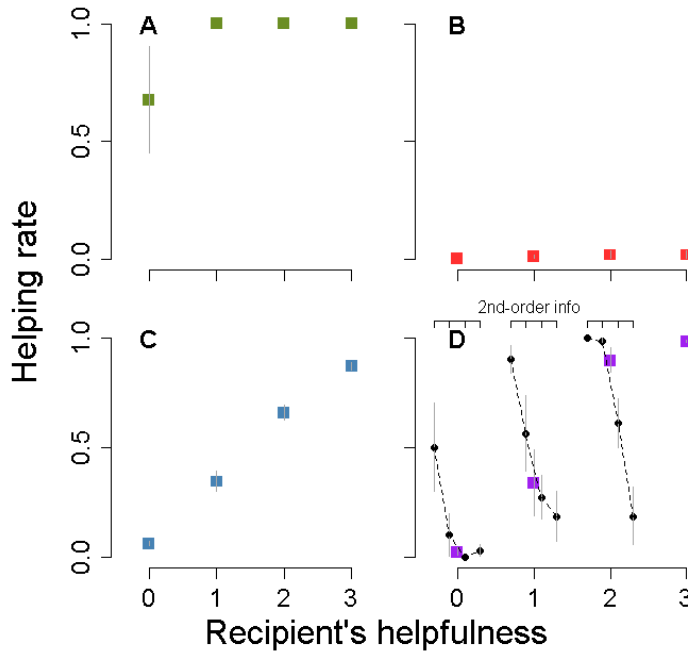 A
B
1.0
0.5
0.0
Helping rate
2nd-order info
C
D
1.0
0.5
0.0
0 1 2 3
0 1 2 3
Recipient's helpfulness